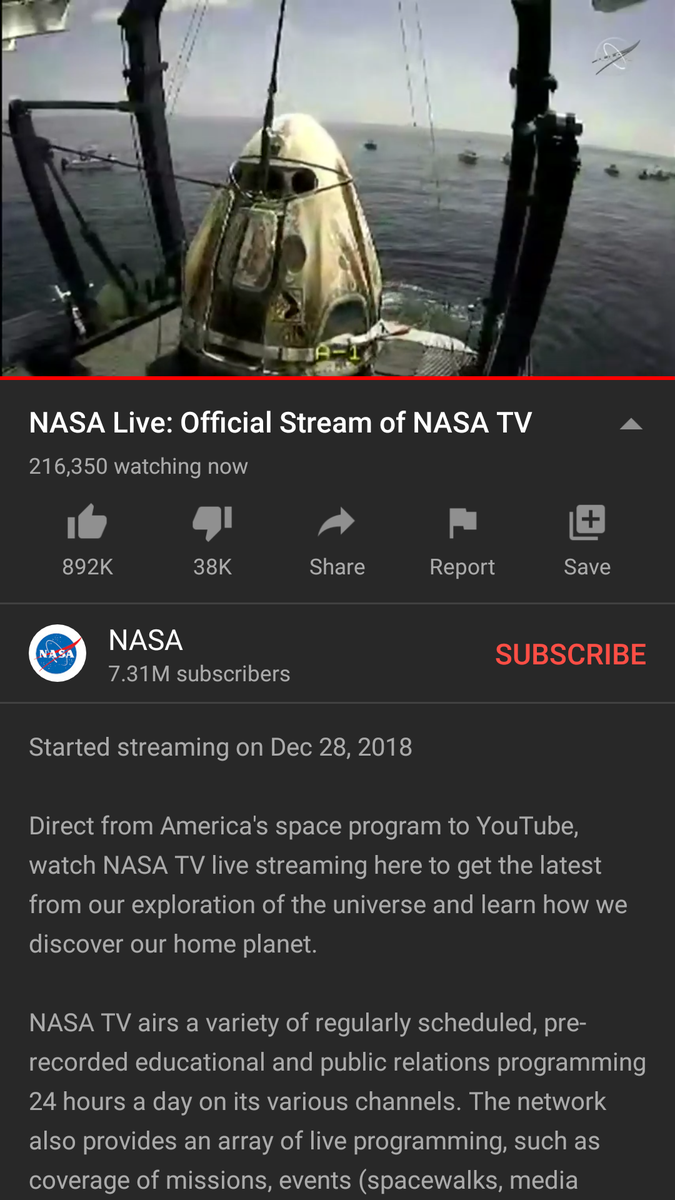 A-1
NASA Live: Official Stream of NASA TV
216,350 watching now
892K
38K
Share
Report
Save
NASA
NASA
7.31M subscribers
SUBSCRIBE
Started streaming on Dec 28, 2018
Direct from America's space program to YouTube,
watch NASA TV live streaming here to get the latest
from our exploration of the universe and learn how we
discover our home planet.
NASA TV airs a variety of regularly scheduled, pre-
recorded educational and public relations programming
24 hours a day on its various channels. The network
also provides an array of live programming, such as
coverage of missions, events (spacewalks, media